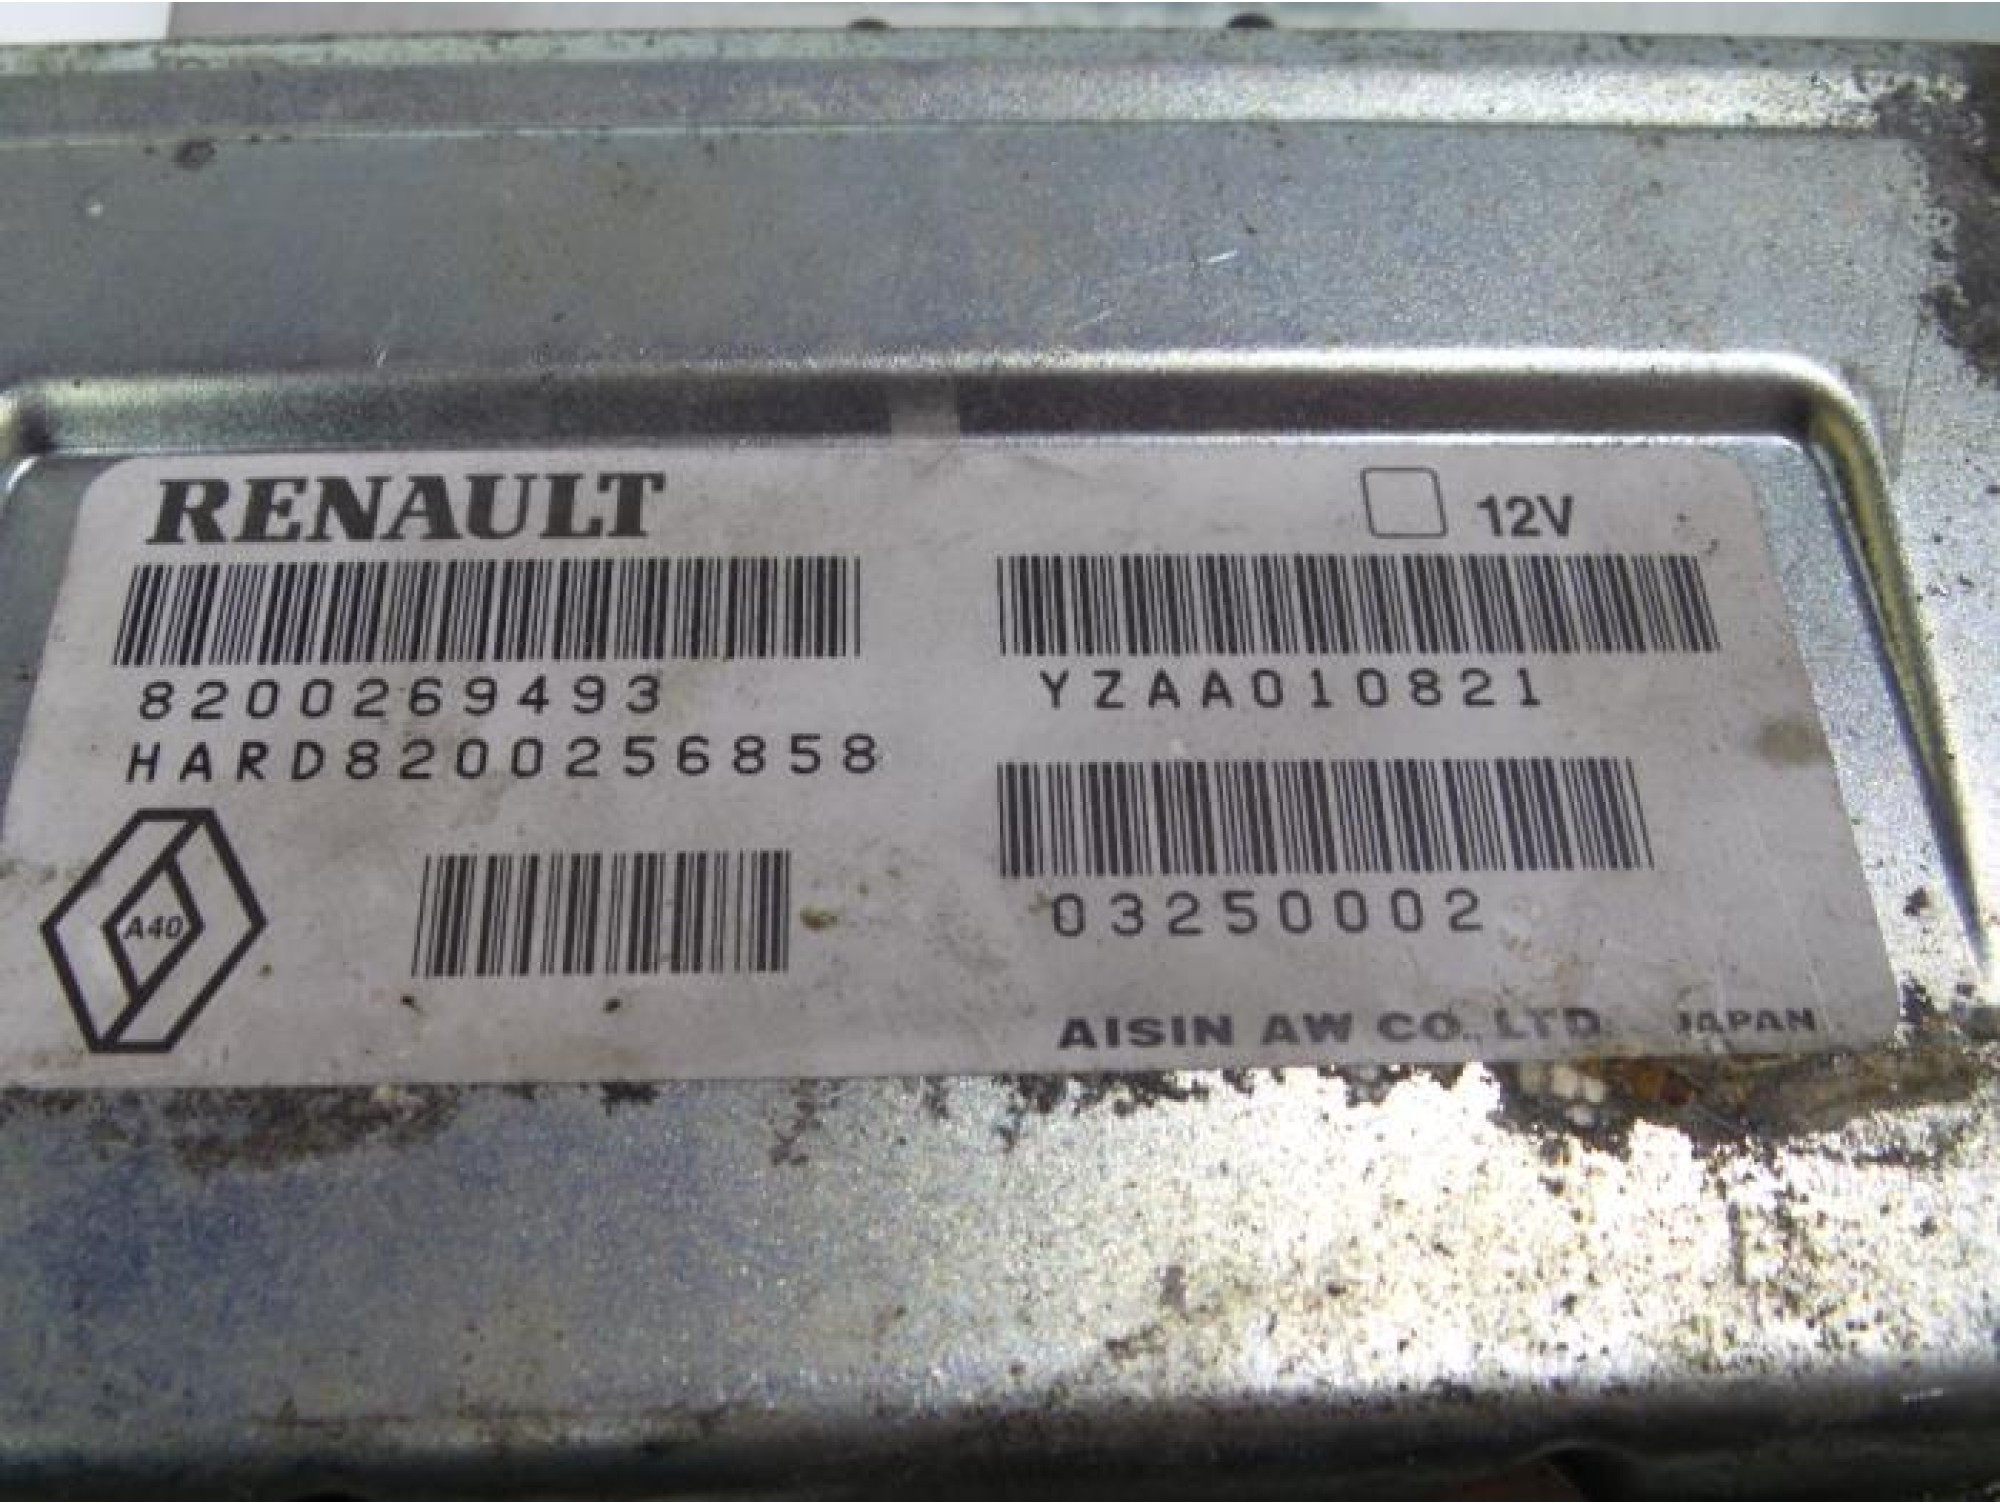 RENAULT
12V
8200269493
YZAA010821
HARD8200256858
03250002
A40
AISIN AW CO., LTD. JAPAN